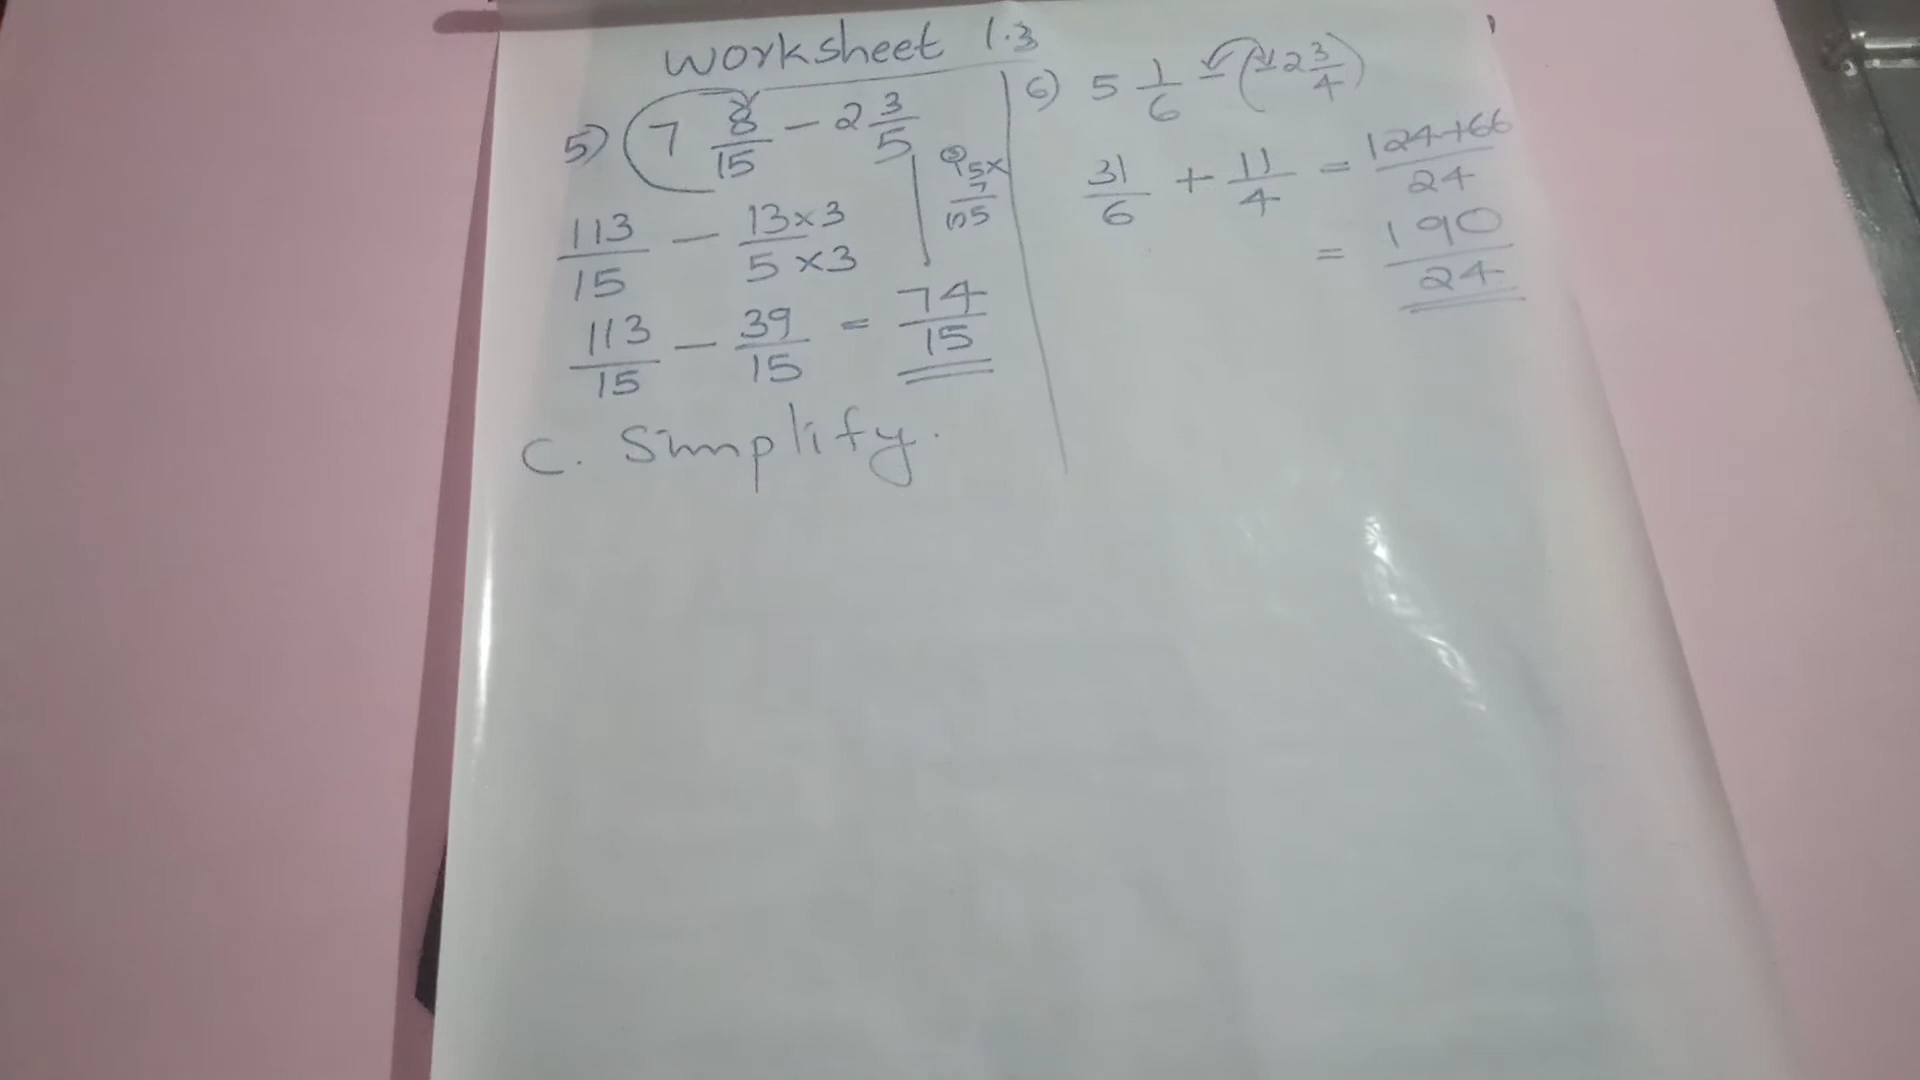 Worksheet 1.3
5) 7 8/15 - 2 3/5
113/15 - 13×3/5×3
113/15 - 39/15 = 74/15
C. Simplify.
6) 5 1/6 - (-2 3/4)
31/6 + 11/4 = 124+66/24
= 190/24